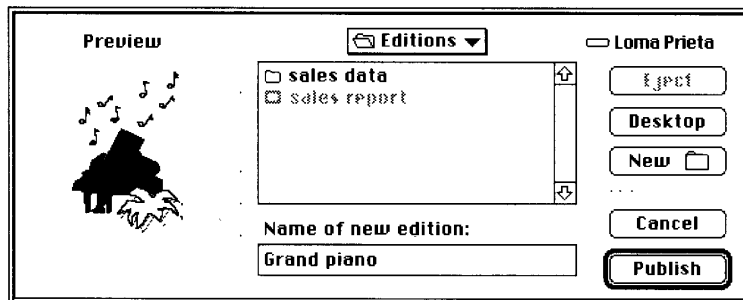 Preview
Editions
Loma Prieta
sales data
sales report
Eject
Desktop
New
Cancel
Name of new edition:
Grand piano
Publish